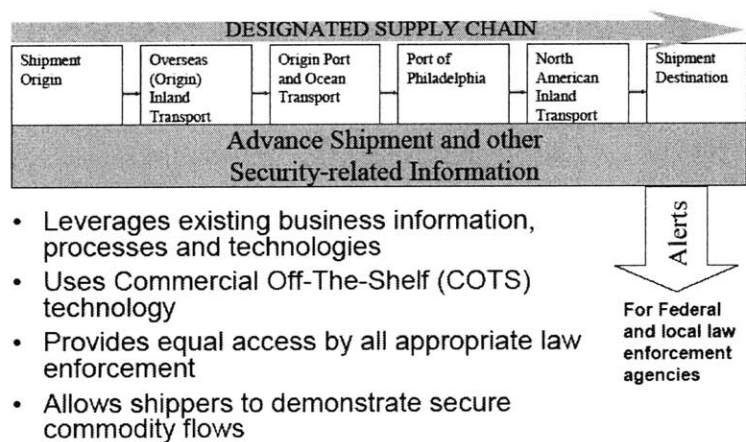 DESIGNATED SUPPLY CHAIN
Shipment
Origin
Overseas
(Origin)
Inland
Transport
Origin Port
and Ocean
Transport
Port of
Philadelphia
North
American
Inland
Transport
Shipment
Destination
Advance Shipment and other
Security-related Information
• Leverages existing business information,
processes and technologies
• Uses Commercial Off-The-Shelf (COTS)
technology
• Provides equal access by all appropriate law
enforcement
• Allows shippers to demonstrate secure
commodity flows
Alerts
For Federal
and local law
enforcement
agencies